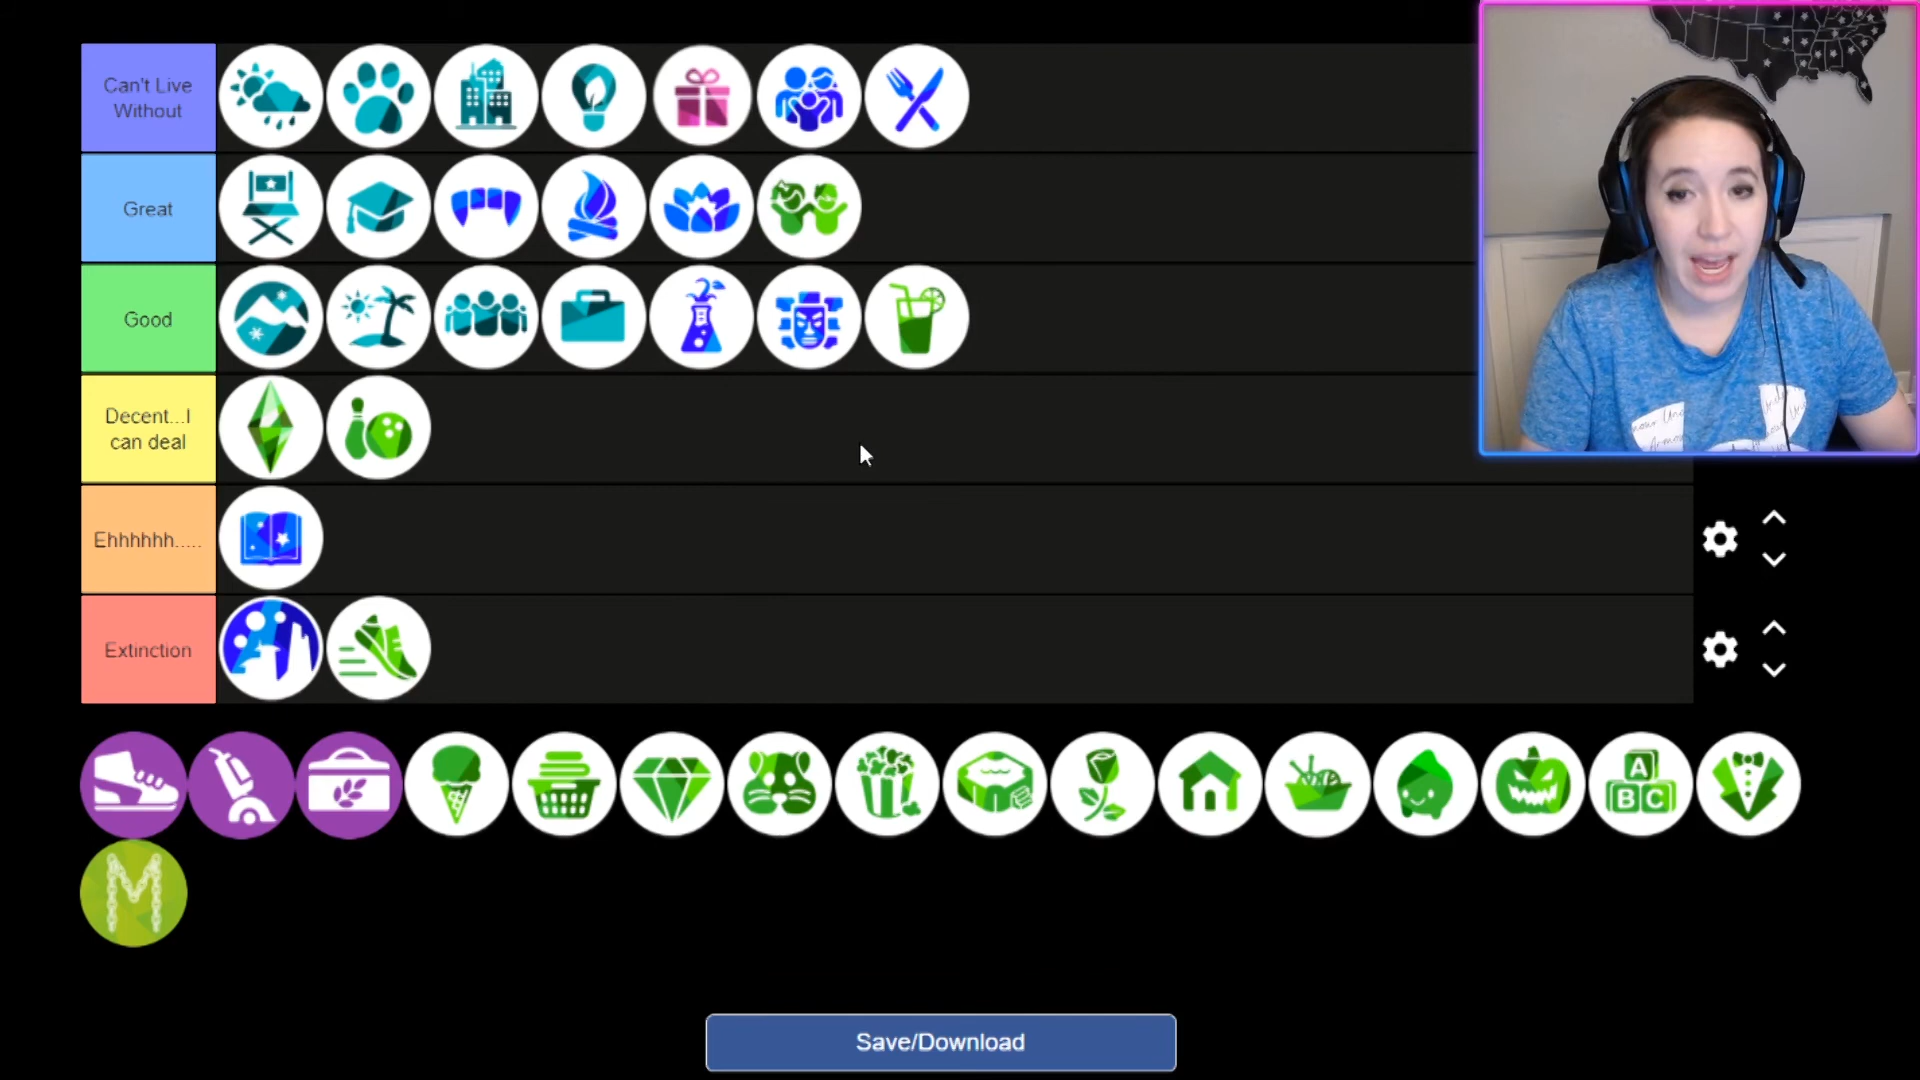 Can't Live
Without
Great
Good
Decent...I
can deal
Ehhhhhh.....
Extinction
A
B C
M
Save/Download